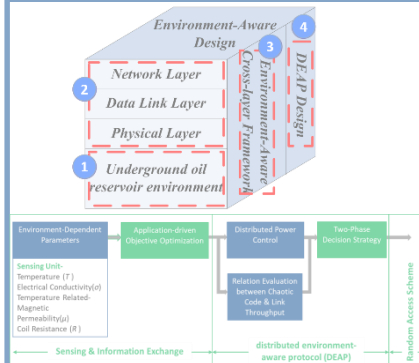 Environment-Aware
Design
4
3
Network Layer
2
Data Link Layer
Physical Layer
1
Underground oil
reservoir environment
Environment-Aware
Cross-layer Framework
DEAP Design
Environment-Dependent
Parameters
Application-driven
Objective Optimization
Distributed Power
Control
Two-Phase
Decision Strategy
Sensing Unit-
Temperature (T )
Electrical Conductivity(σ)
Temperature Related-
Magnetic
Permeability(μ)
Coil Resistance (R )
Relation Evaluation
between Chaotic
Code & Link
Throughput
Random Access Scheme
Sensing & Information Exchange
distributed environment-
aware protocol (DEAP)